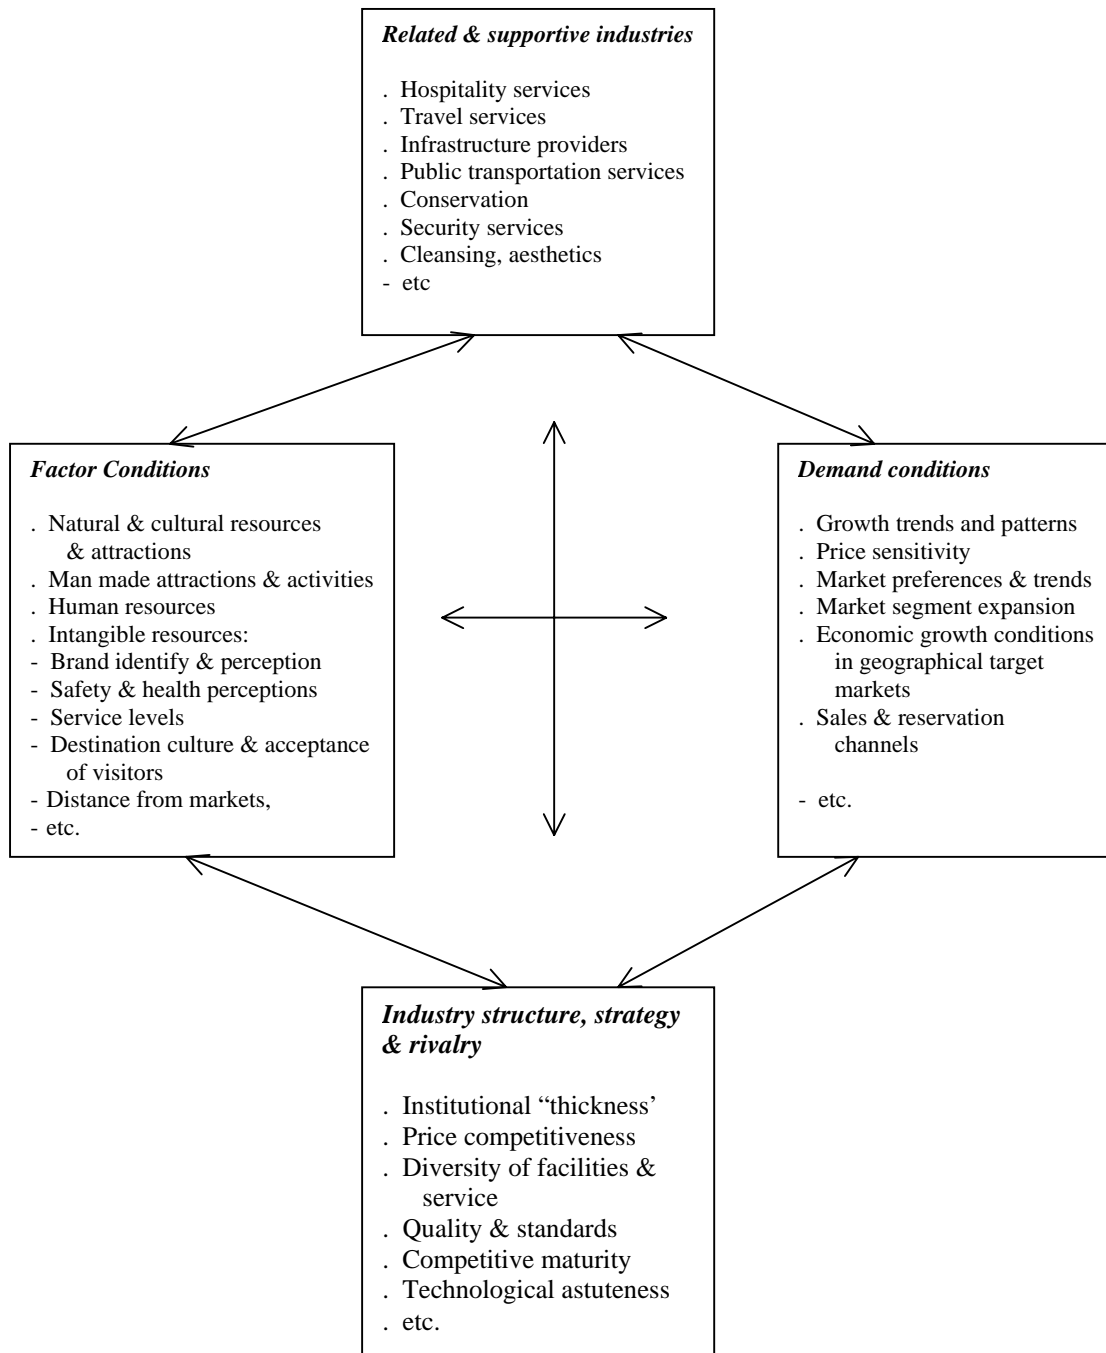 Related & supportive industries
. Hospitality services
. Travel services
. Infrastructure providers
. Public transportation services
. Conservation
. Security services
. Cleansing, aesthetics
- etc
Factor Conditions
. Natural & cultural resources
& attractions
. Man made attractions & activities
. Human resources
. Intangible resources:
- Brand identify & perception
- Safety & health perceptions
- Service levels
- Destination culture & acceptance
of visitors
- Distance from markets,
- etc.
Demand conditions
. Growth trends and patterns
. Price sensitivity
. Market preferences & trends
. Market segment expansion
. Economic growth conditions
in geographical target
markets
. Sales & reservation
channels
- etc.
Industry structure, strategy
& rivalry
. Institutional “thickness’
. Price competitiveness
. Diversity of facilities &
service
. Quality & standards
. Competitive maturity
. Technological astuteness
. etc.